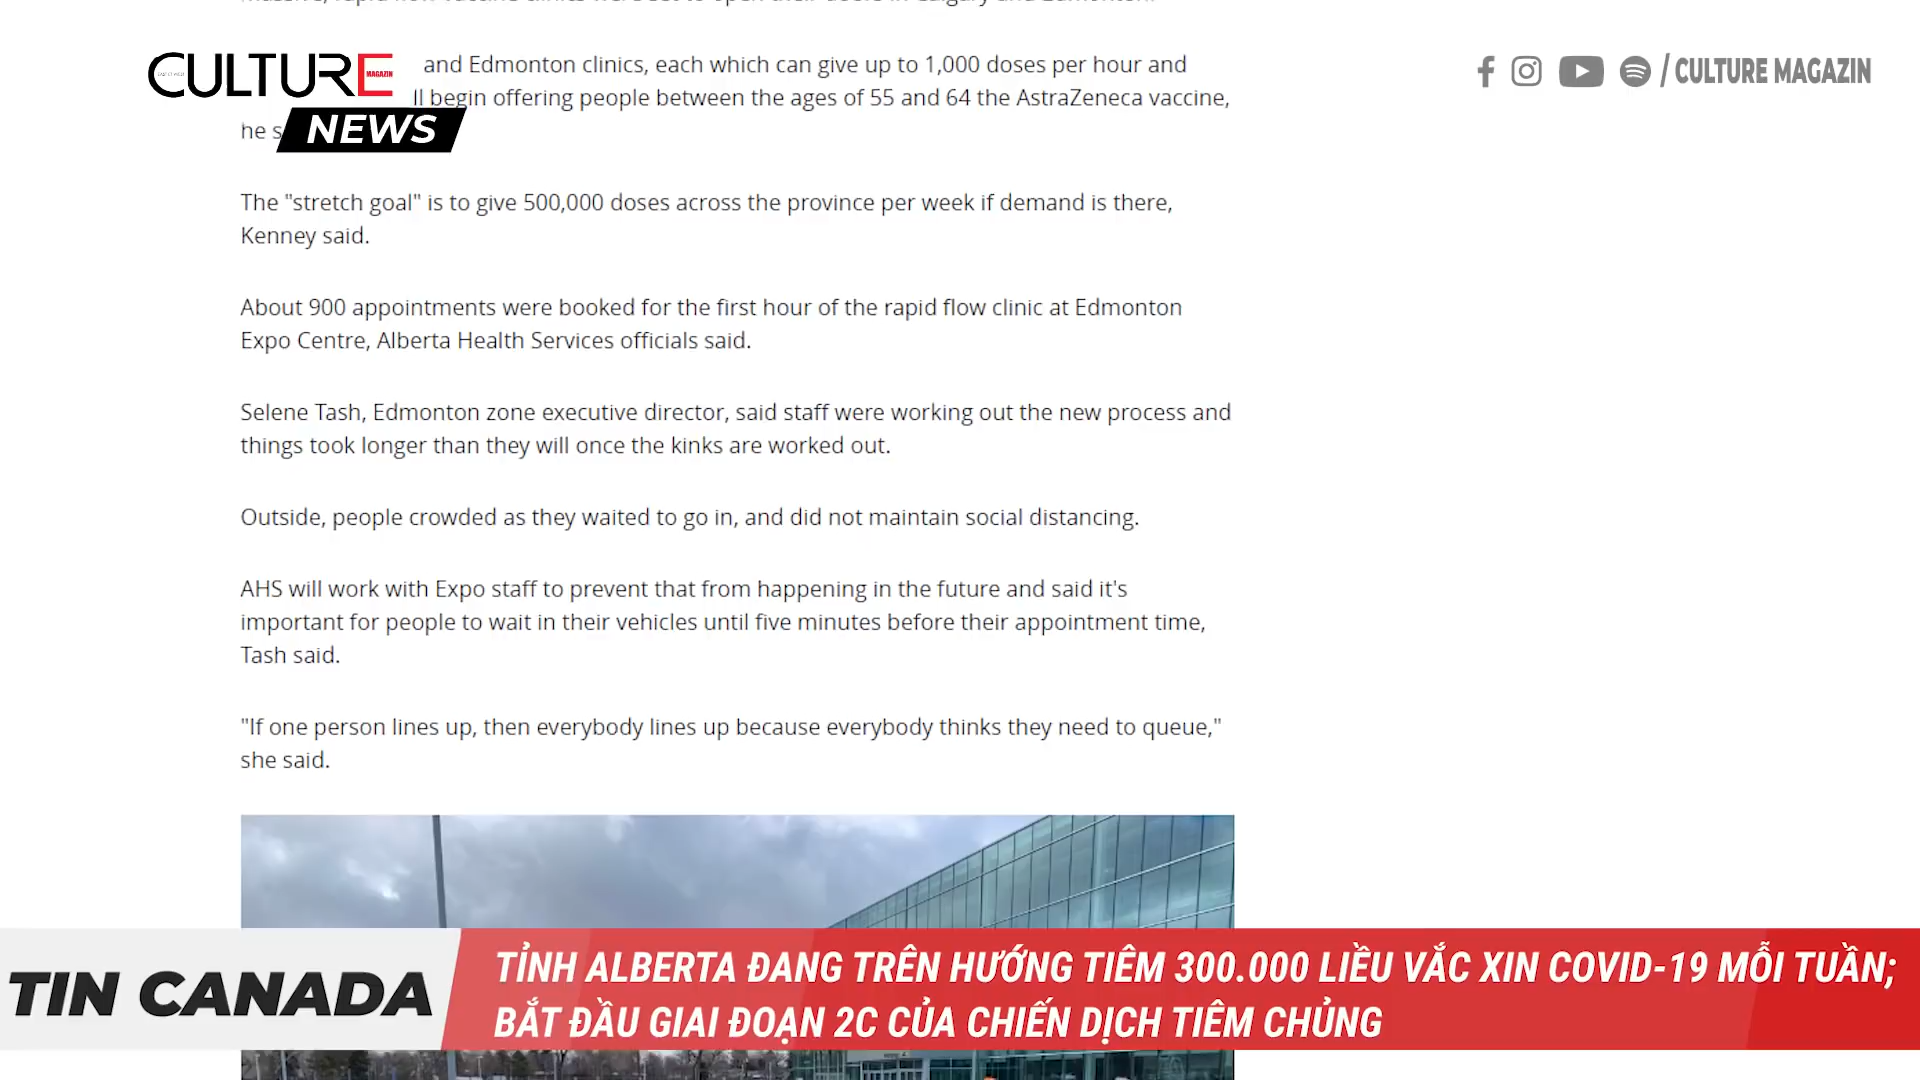 CULTURE
MAGAZIN
NEWS
/ CULTURE MAGAZIN
and Edmonton clinics, each which can give up to 1,000 doses per hour and
ll begin offering people between the ages of 55 and 64 the AstraZeneca vaccine,
he s
The "stretch goal" is to give 500,000 doses across the province per week if demand is there,
Kenney said.
About 900 appointments were booked for the first hour of the rapid flow clinic at Edmonton
Expo Centre, Alberta Health Services officials said.
Selene Tash, Edmonton zone executive director, said staff were working out the new process and
things took longer than they will once the kinks are worked out.
Outside, people crowded as they waited to go in, and did not maintain social distancing.
AHS will work with Expo staff to prevent that from happening in the future and said it's
important for people to wait in their vehicles until five minutes before their appointment time,
Tash said.
"If one person lines up, then everybody lines up because everybody thinks they need to queue,"
she said.
TIN CANADA
TỈNH ALBERTA ĐANG TRÊN HƯỚNG TIÊM 300.000 LIỀU VẮC XIN COVID-19 MỖI TUẦN;
BẮT ĐẦU GIAI ĐOẠN 2C CỦA CHIẾN DỊCH TIÊM CHỦNG